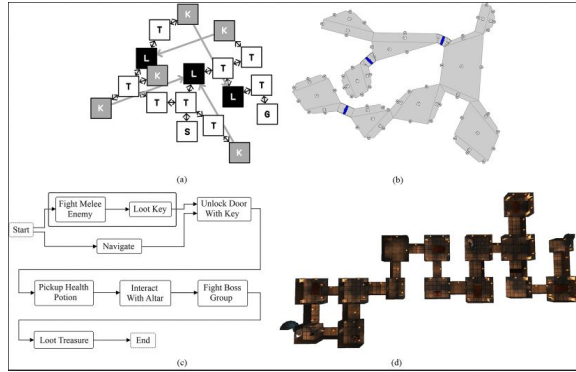 K
T
K
L
T
L
T
T
K
T
T
K
T
T
L
T
S
T
K
G
(a)
(b)
Start
Fight Melee
Enemy
Loot Key
Unlock Door
With Key
Navigate
Pickup Health
Potion
Interact
With Altar
Fight Boss
Group
Loot Treasure
End
(c)
(d)